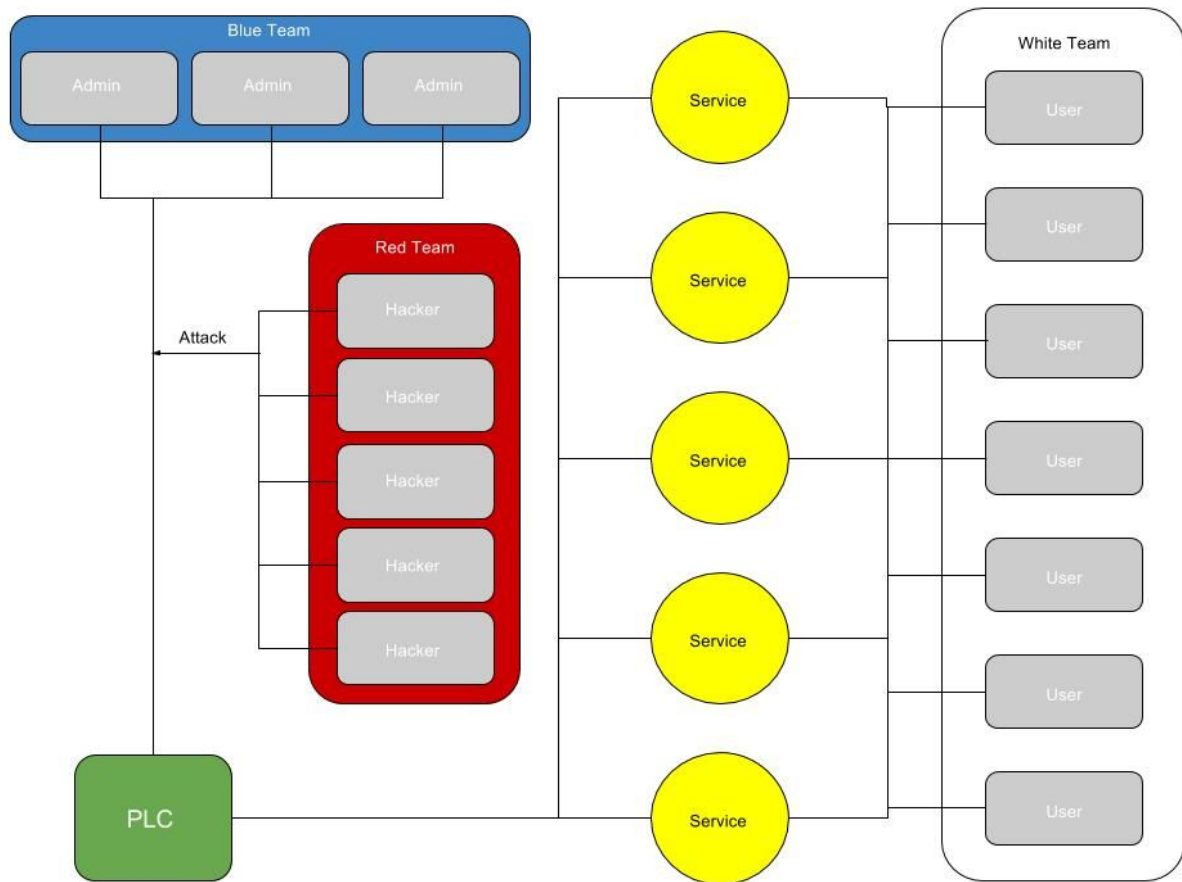 Blue Team
Admin
Admin
Admin
Red Team
Hacker
Hacker
Hacker
Hacker
Hacker
Attack
PLC
Service
Service
Service
Service
Service
White Team
User
User
User
User
User
User
User